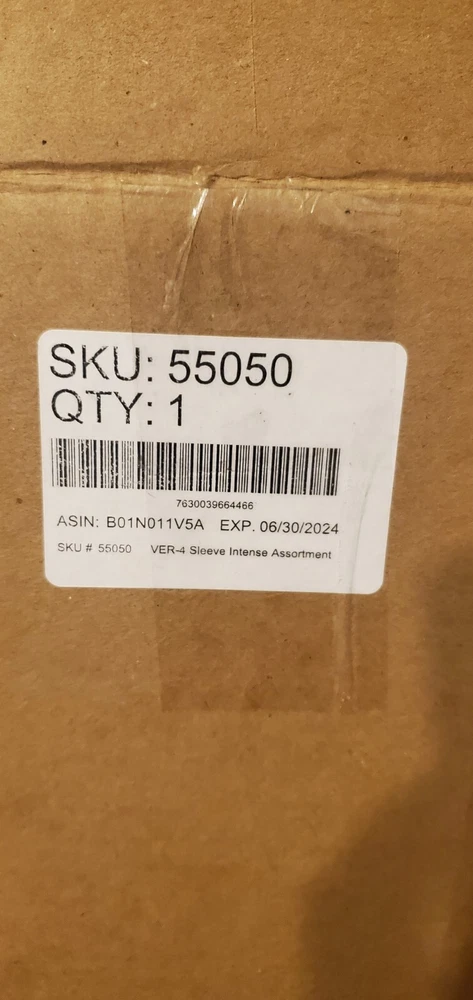 SKU: 55050
QTY: 1
7630039664466
ASIN: B01N011V5A EXP. 06/30/2024
SKU # 55050 VER-4 Sleeve Intense Assortment